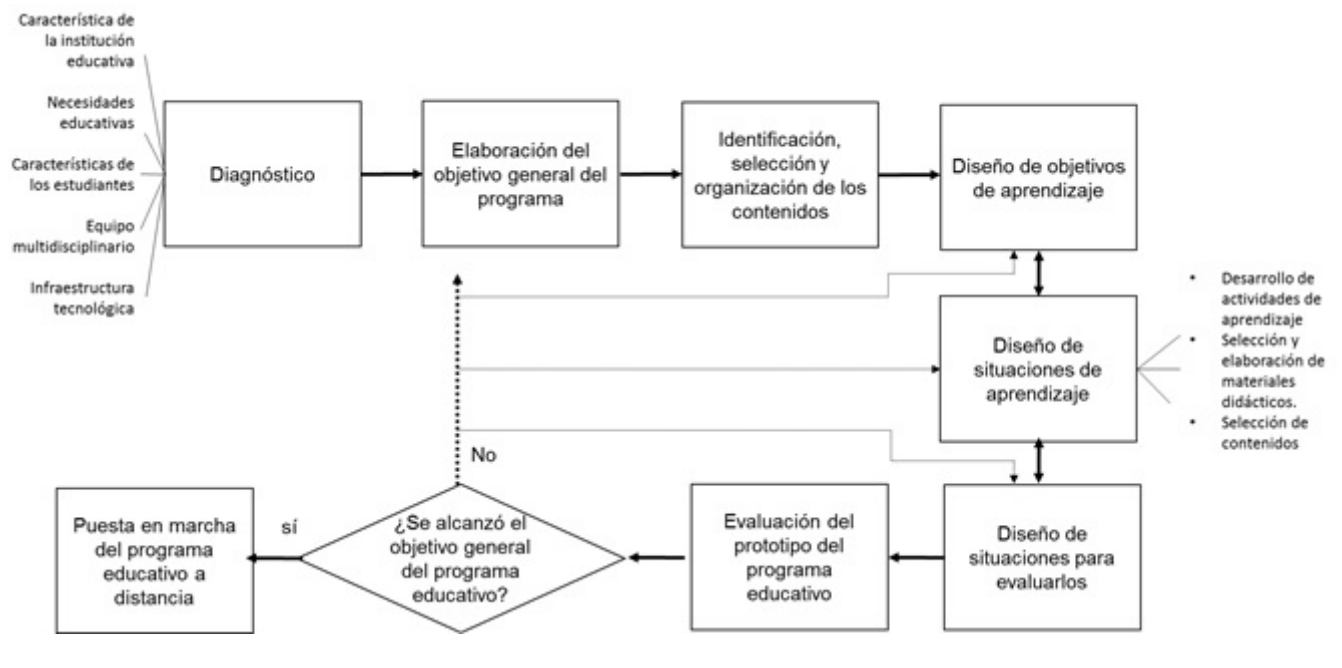 Característica de
la institución
educativa
Necesidades
educativas
Características de
los estudiantes
Equipo
multidisciplinario
Infraestructura
tecnológica
Diagnóstico
Elaboración del
objetivo general del
programa
Identificación,
selección y
organización de los
contenidos
Diseño de objetivos
de aprendizaje
Diseño de
situaciones de
aprendizaje
• Desarrollo de
actividades de
aprendizaje
• Selección y
elaboración de
materiales
didácticos.
• Selección de
contenidos
Diseño de
situaciones para
evaluarlos
Evaluación del
prototipo del
programa
educativo
¿Se alcanzó el
objetivo general
del programa
educativo?
No
sí
Puesta en marcha
del programa
educativo a
distancia